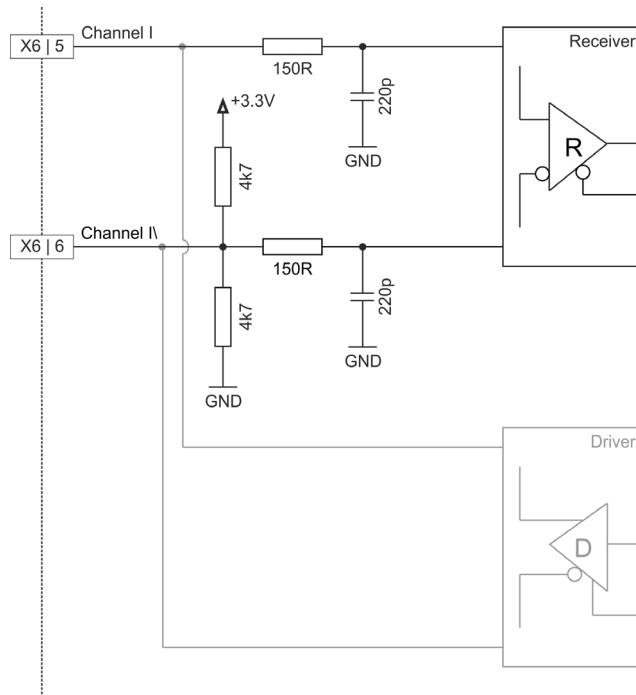 Channel I
Receiver
X6 | 5
150R
220p
+3.3V
GND
R
4k7
Channel I\
X6 | 6
150R
220p
4k7
GND
GND
Driver
D